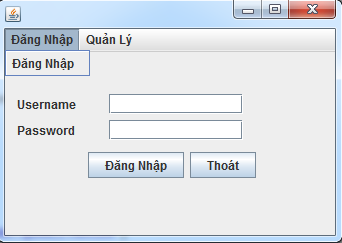 Đăng Nhập Quản Lý
Đăng Nhập
Username
Password
Đăng Nhập Thoát